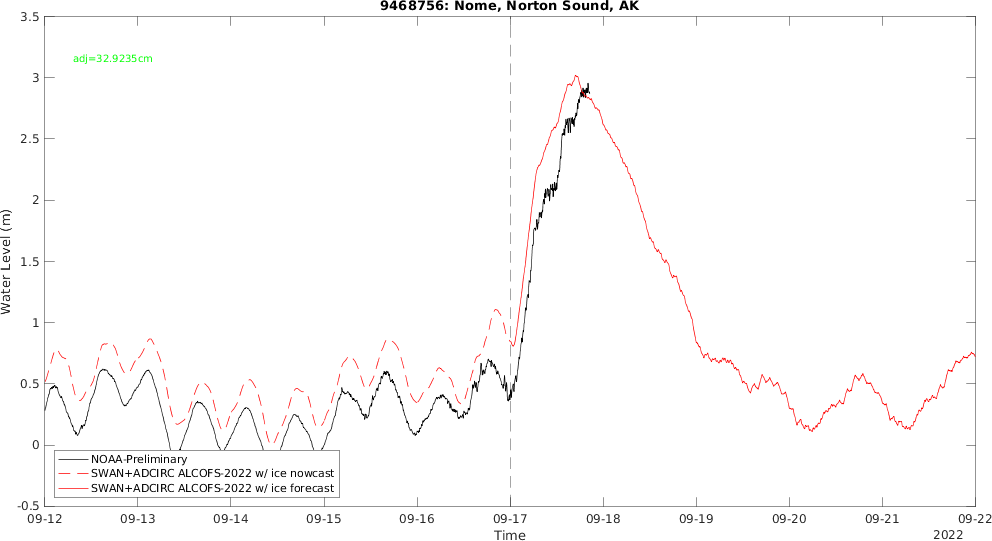 9468756: Nome, Norton Sound, AK
adj=32.9235cm
3.5
3
2.5
2
1.5
1
0.5
0
-0.5
Water Level (m)
NOAA-Preliminary
SWAN+ADCIRC ALCOFS-2022 w/ ice nowcast
SWAN+ADCIRC ALCOFS-2022 w/ ice forecast
09-12 09-13 09-14 09-15 09-16 09-17 09-18 09-19 09-20 09-21 09-22
Time
2022